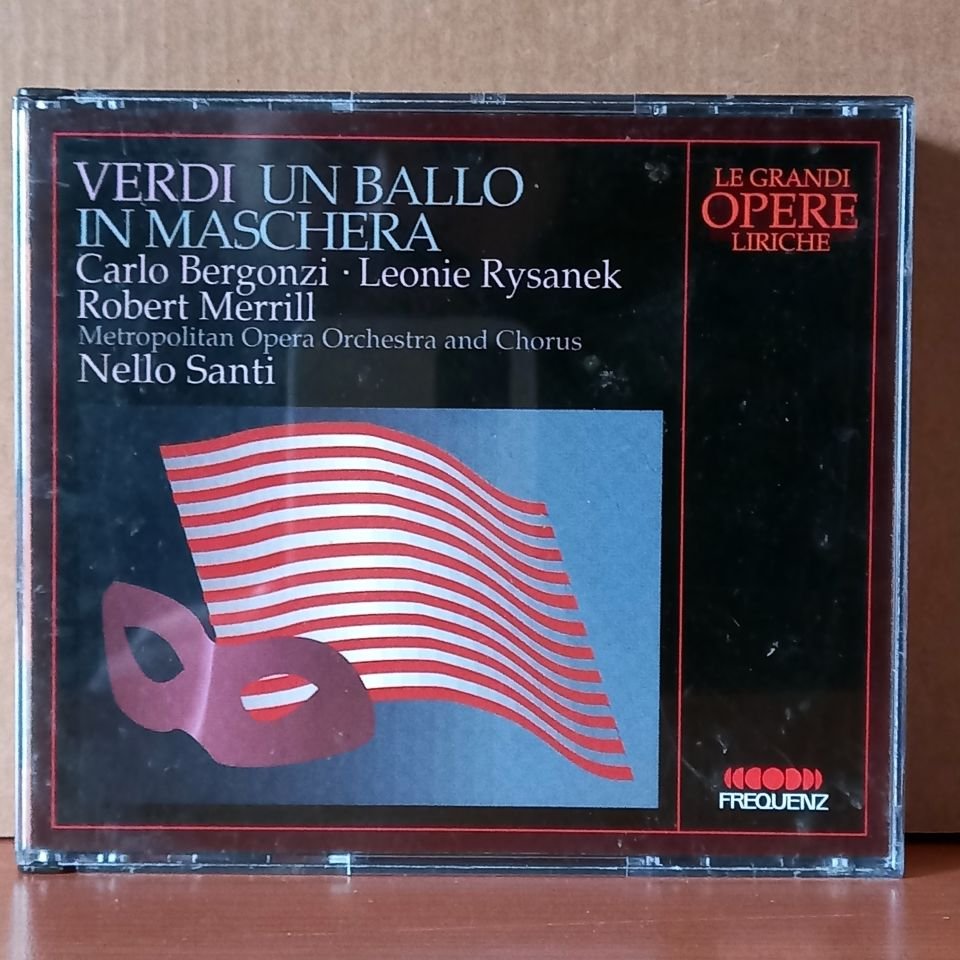 VERDI UN BALLO
IN MASCHERA
Carlo Bergonzi · Leonie Rysanek
Robert Merrill
Metropolitan Opera Orchestra and Chorus
Nello Santi
LE GRANDI
OPERE
LIRICHE
FREQUENZ